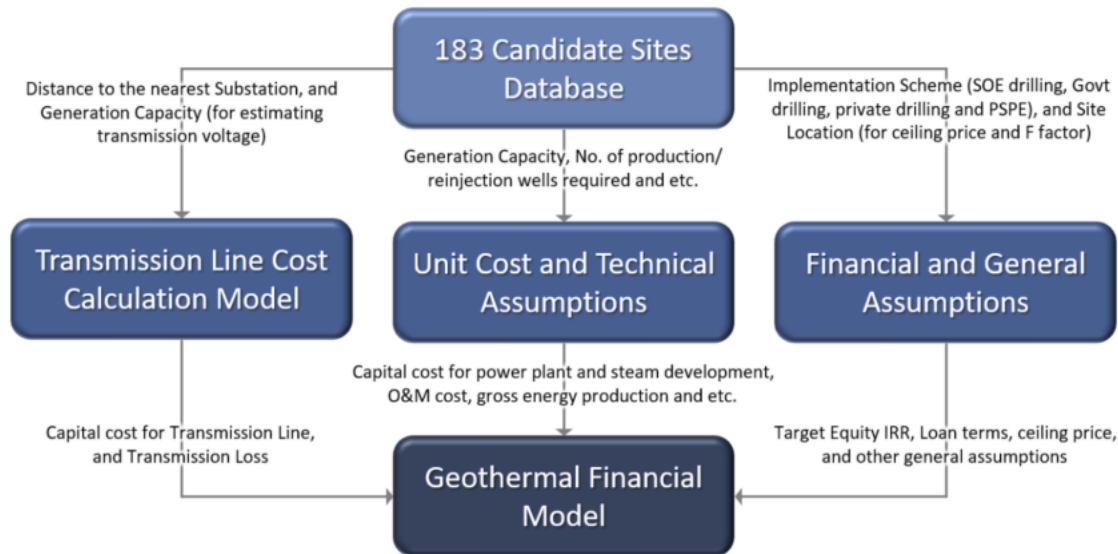 183 Candidate Sites
Database
Distance to the nearest Substation, and
Generation Capacity (for estimating
transmission voltage)
Generation Capacity, No. of production/
reinjection wells required and etc.
Implementation Scheme (SOE drilling, Govt
drilling, private drilling and PSPE), and Site
Location (for ceiling price and F factor)
Transmission Line Cost
Calculation Model
Unit Cost and Technical
Assumptions
Financial and General
Assumptions
Capital cost for Transmission Line,
and Transmission Loss
Capital cost for power plant and steam development,
O&M cost, gross energy production and etc.
Target Equity IRR, Loan terms, ceiling price,
and other general assumptions
Geothermal Financial
Model